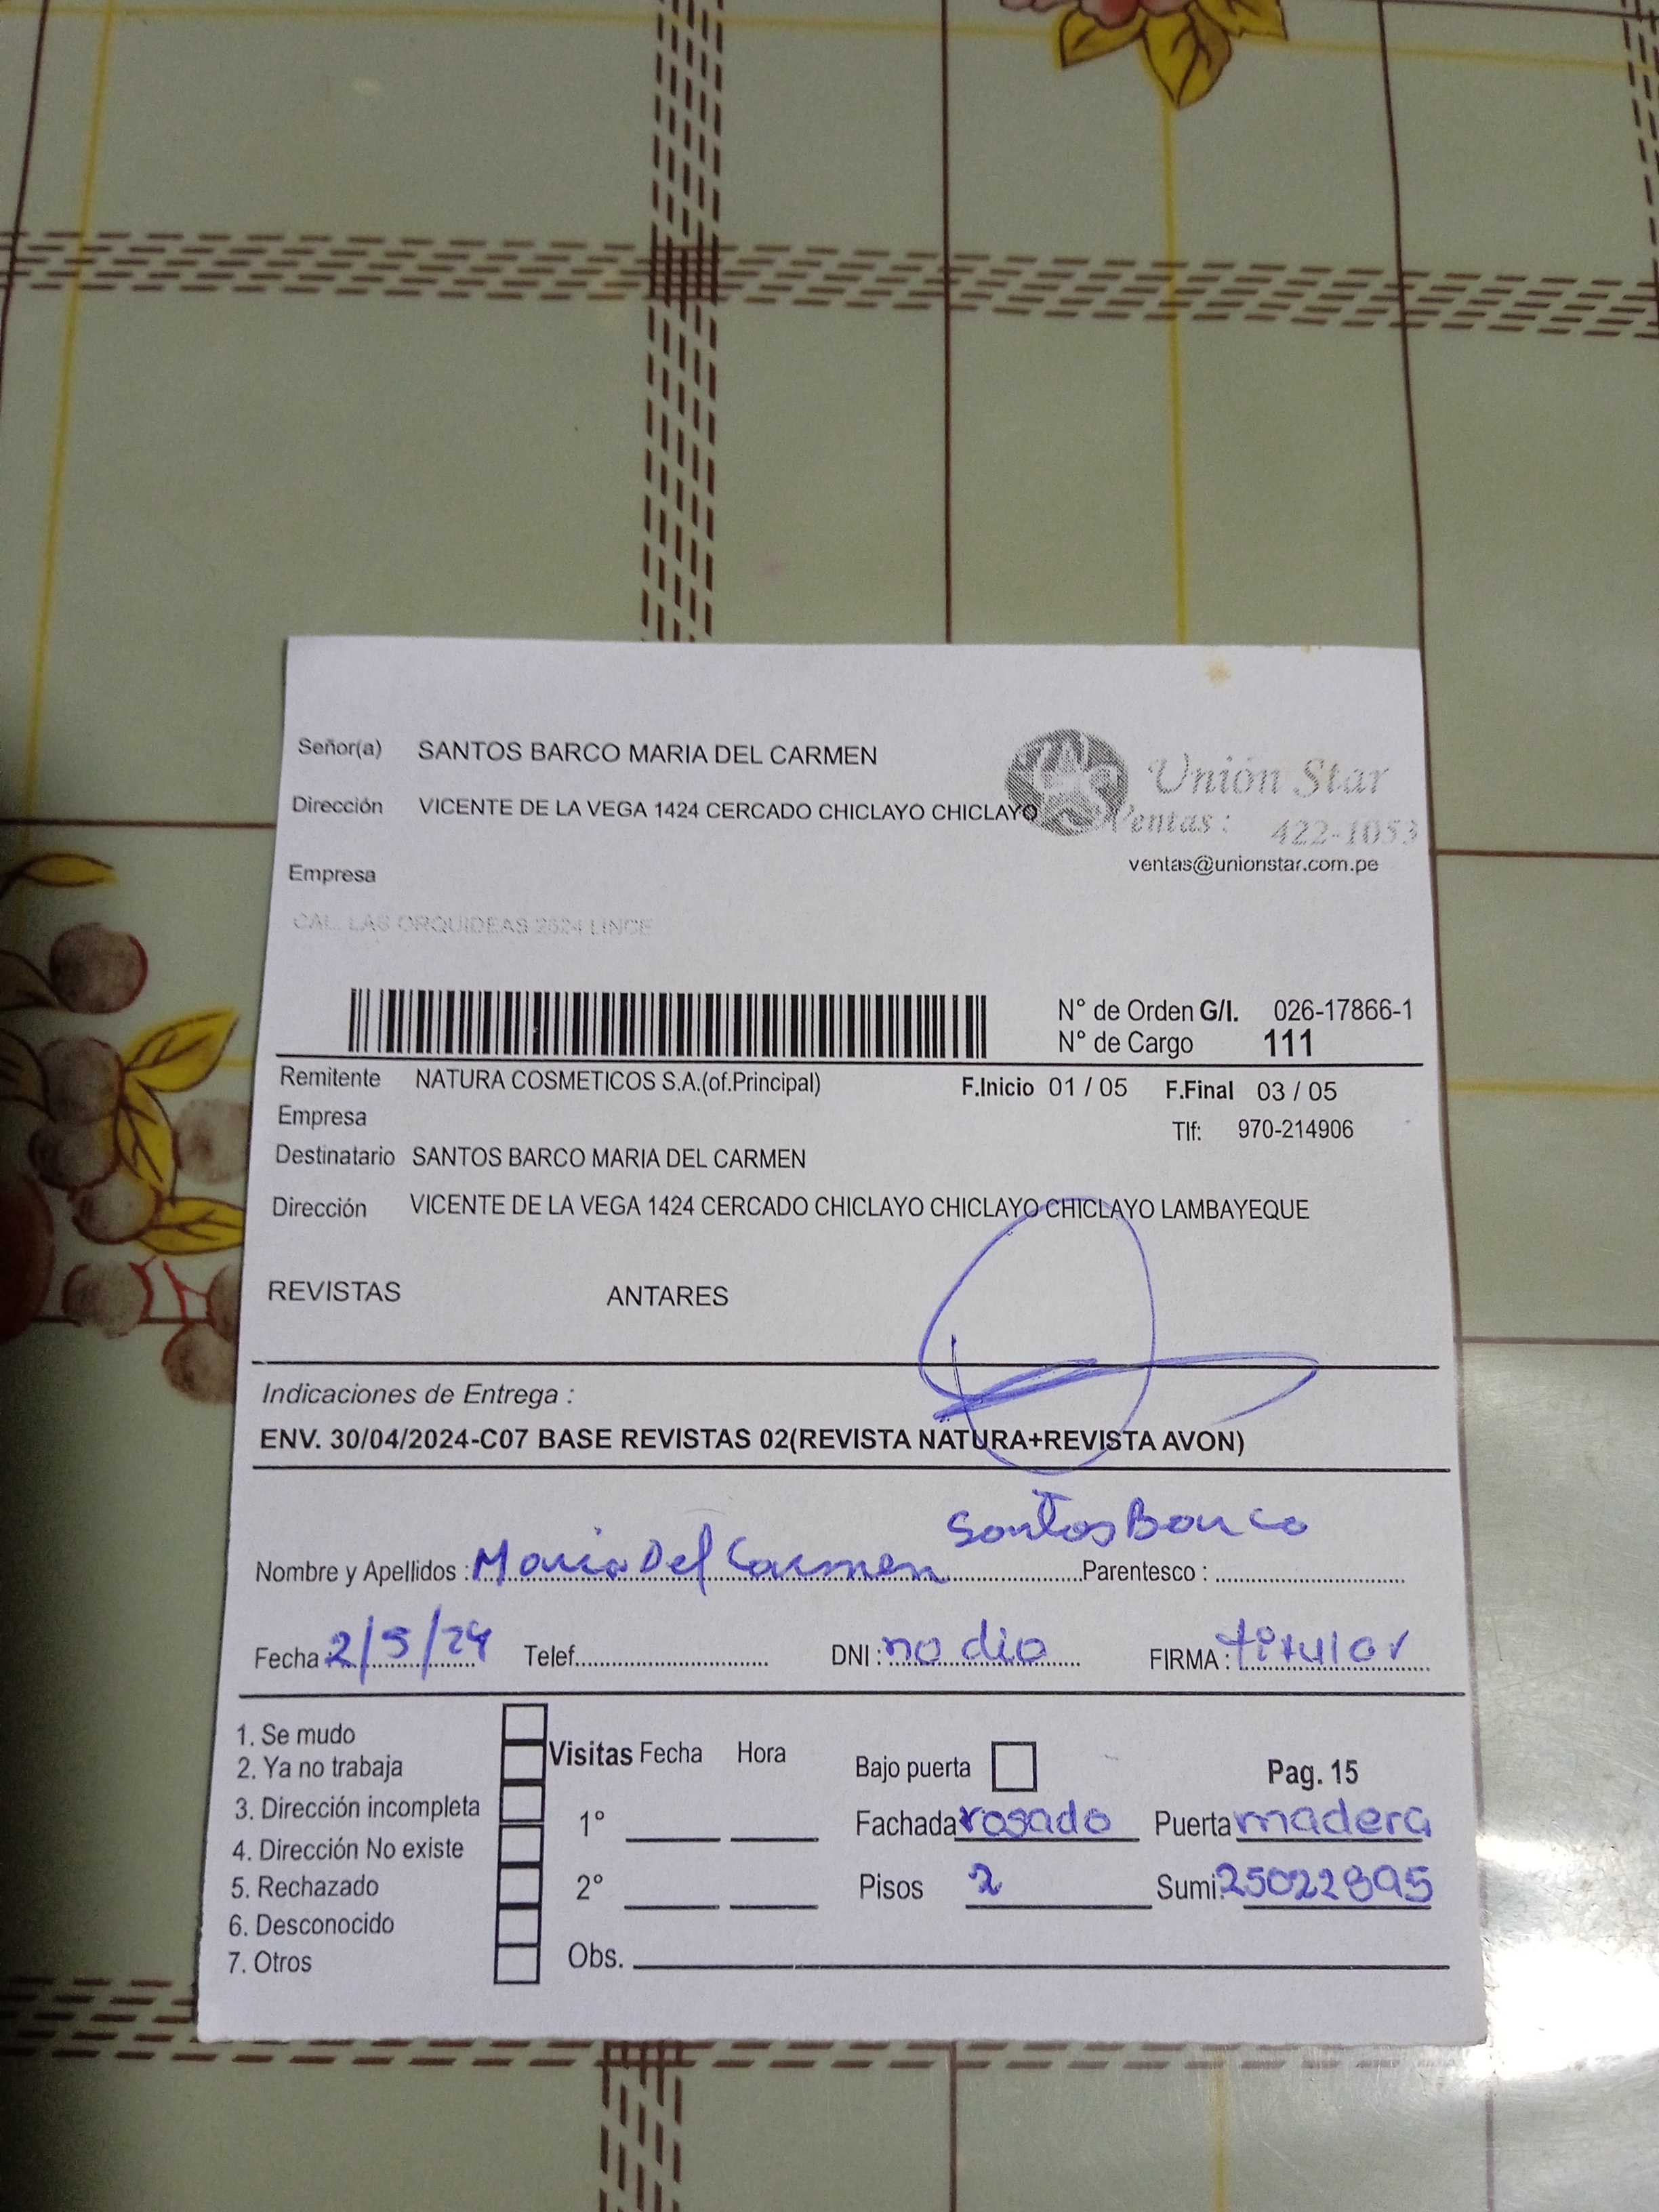 Señor(a) SANTOS BARCO MARIA DEL CARMEN
Unión Star
Dirección VICENTE DE LA VEGA 1424 CERCADO CHICLAYO CHICLAYO
Ventas: 422-1053
ventas@unionstar.com.pe
Empresa
CAL. LAS ORQUIDEAS 2624 LINCE
N° de Orden G/I. 026-17866-1
N° de Cargo 111
Remitente NATURA COSMETICOS S.A.(of.Principal) F.Inicio 01 / 05 F.Final 03 / 05
Empresa
Tlf: 970-214906
Destinatario SANTOS BARCO MARIA DEL CARMEN
Dirección VICENTE DE LA VEGA 1424 CERCADO CHICLAYO CHICLAYO CHICLAYO LAMBAYEQUE
REVISTAS ANTARES
Indicaciones de Entrega :
ENV. 30/04/2024-C07 BASE REVISTAS 02(REVISTA NATURA+REVISTA AVON)
Santos Barco
Nombre y Apellidos : Maria Del Carmen Parentesco :
Fecha 2/5/24 Telef. DNI : no dio FIRMA : titular
1. Se mudo
2. Ya no trabaja
3. Dirección incompleta
4. Dirección No existe
5. Rechazado
6. Desconocido
7. Otros
Visitas Fecha Hora
1°
2°
Obs.
Bajo puerta Pag. 15
Fachada rosado Puerta madera
Pisos 2 Sumi. 25022895